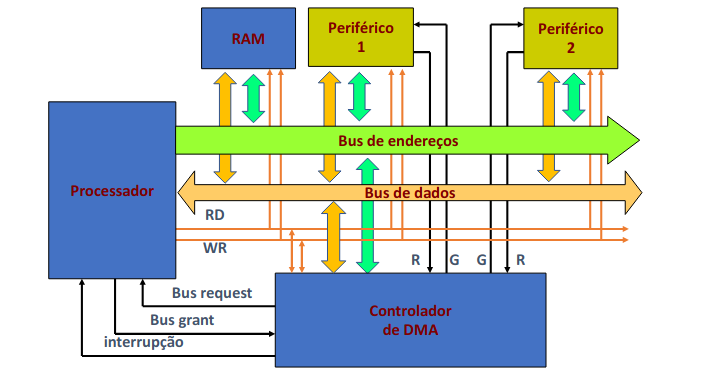 RAM
Periférico
1
Periférico
2
Bus de endereços
Processador
Bus de dados
RD
WR
R G G R
Bus request
Bus grant
interrupção
Controlador
de DMA